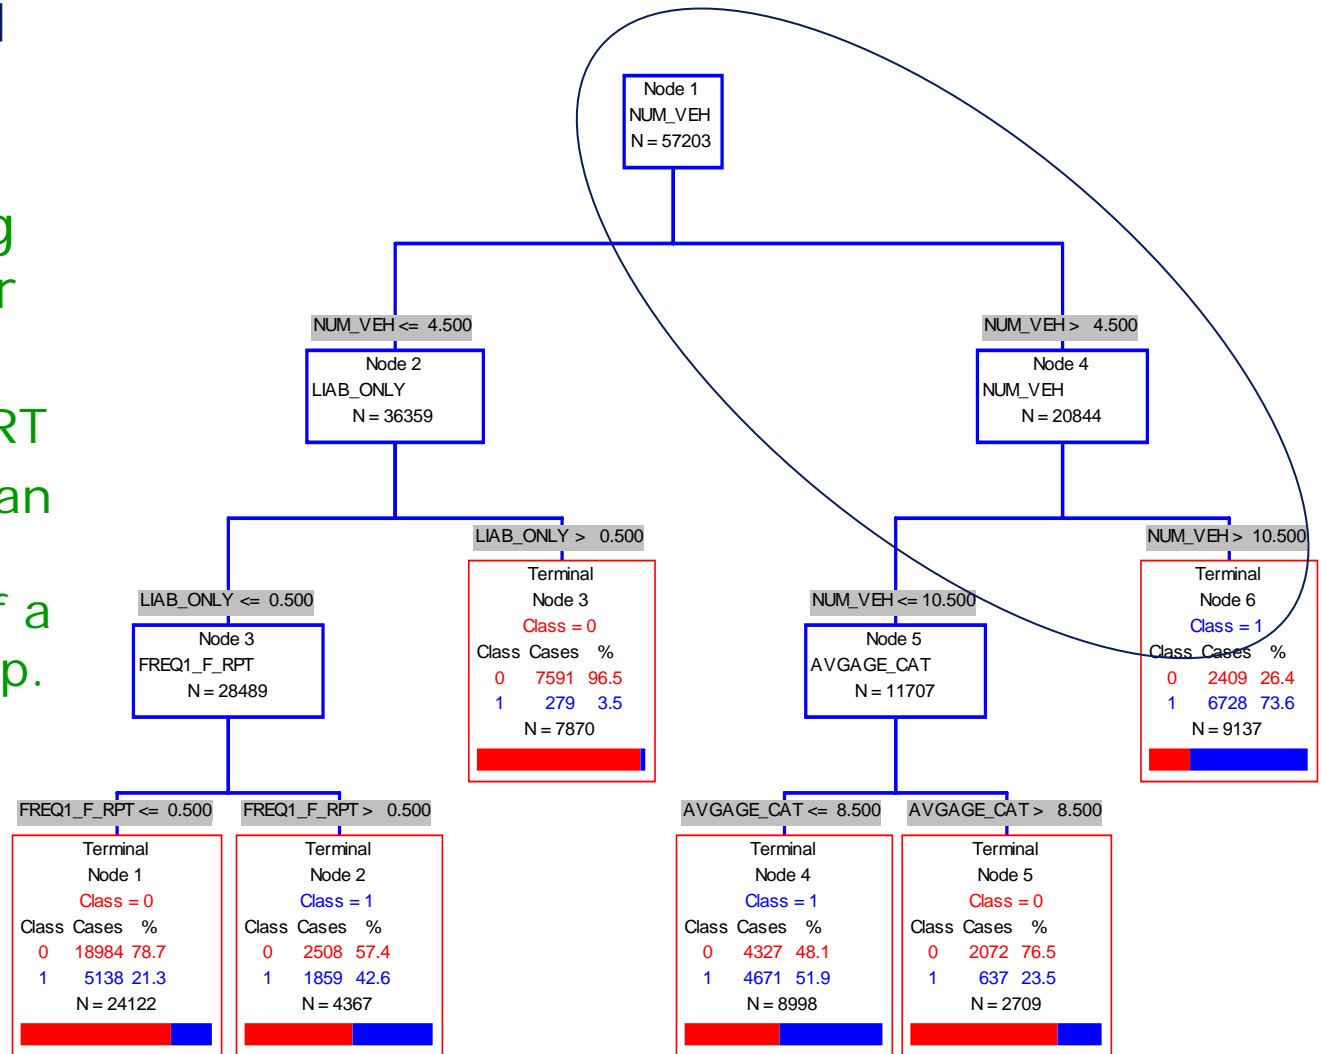 g
r
RT
an
f a
p.
Node 1
NUM_VEH
N = 57203
NUM_VEH <= 4.500
NUM_VEH > 4.500
Node 2
LIAB_ONLY
N = 36359
Node 4
NUM_VEH
N = 20844
LIAB_ONLY <= 0.500
LIAB_ONLY > 0.500
NUM_VEH <= 10.500
NUM_VEH > 10.500
Node 3
FREQ1_F_RPT
N = 28489
Terminal
Node 3
Class = 0
Class Cases %
0 7591 96.5
1 279 3.5
N = 7870
Node 5
AVGAGE_CAT
N = 11707
Terminal
Node 6
Class = 1
Class Cases %
0 2409 26.4
1 6728 73.6
N = 9137
FREQ1_F_RPT <= 0.500
FREQ1_F_RPT > 0.500
AVGAGE_CAT <= 8.500
AVGAGE_CAT > 8.500
Terminal
Node 1
Class = 0
Class Cases %
0 18984 78.7
1 5138 21.3
N = 24122
Terminal
Node 2
Class = 1
Class Cases %
0 2508 57.4
1 1859 42.6
N = 4367
Terminal
Node 4
Class = 1
Class Cases %
0 4327 48.1
1 4671 51.9
N = 8998
Terminal
Node 5
Class = 0
Class Cases %
0 2072 76.5
1 637 23.5
N = 2709